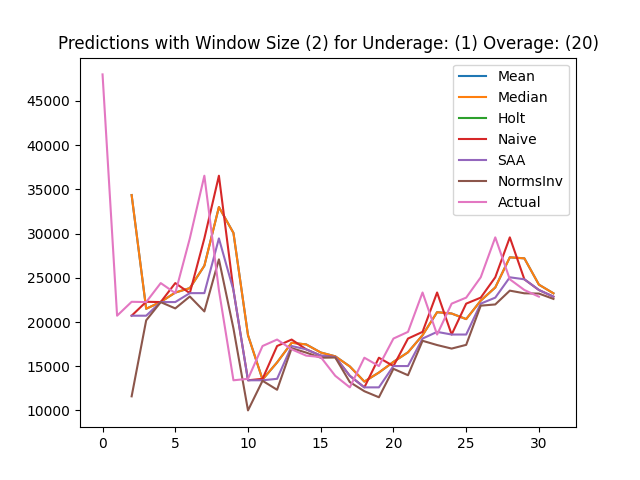 Predictions with Window Size (2) for Underage: (1) Overage: (20)
45000
40000
35000
30000
25000
20000
15000
10000
0 5 10 15 20 25 30
Mean
Median
Holt
Naive
SAA
NormsInv
Actual